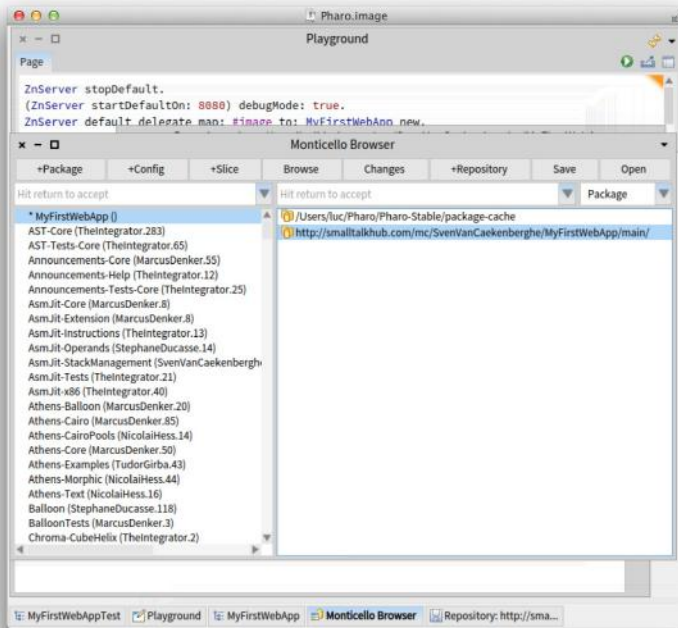 Pharo.image
Playground
Page
ZnServer stopDefault.
(ZnServer startDefaultOn: 8080) debugMode: true.
ZnServer default delegate map: #image to: MyFirstWebApp new.
Monticello Browser
+Package +Config +Slice Browse Changes +Repository Save Open
Hit return to accept Hit return to accept Package
* MyFirstWebApp ()
AST-Core (TheIntegrator.283)
AST-Tests-Core (TheIntegrator.65)
Announcements-Core (MarcusDenker.55)
Announcements-Help (TheIntegrator.12)
Announcements-Tests-Core (TheIntegrator.25)
AsmJit-Core (MarcusDenker.8)
AsmJit-Extension (MarcusDenker.8)
AsmJit-Instructions (TheIntegrator.13)
AsmJit-Operands (StephaneDucasse.14)
AsmJit-StackManagement (SvenVanCaekenberghe
AsmJit-Tests (TheIntegrator.21)
AsmJit-x86 (TheIntegrator.40)
Athens-Balloon (MarcusDenker.20)
Athens-Cairo (MarcusDenker.85)
Athens-CairoPools (NicolaiHess.14)
Athens-Core (MarcusDenker.50)
Athens-Examples (TudorGirba.43)
Athens-Morphic (NicolaiHess.44)
Athens-Text (NicolaiHess.16)
Balloon (StephaneDucasse.118)
BalloonTests (MarcusDenker.3)
Chroma-CubeHelix (TheIntegrator.2)
/Users/luc/Pharo/Pharo-Stable/package-cache
http://smalltalkhub.com/mc/SvenVanCaekenberghe/MyFirstWebApp/main/
MyFirstWebAppTest Playground MyFirstWebApp Monticello Browser Repository: http://sma...